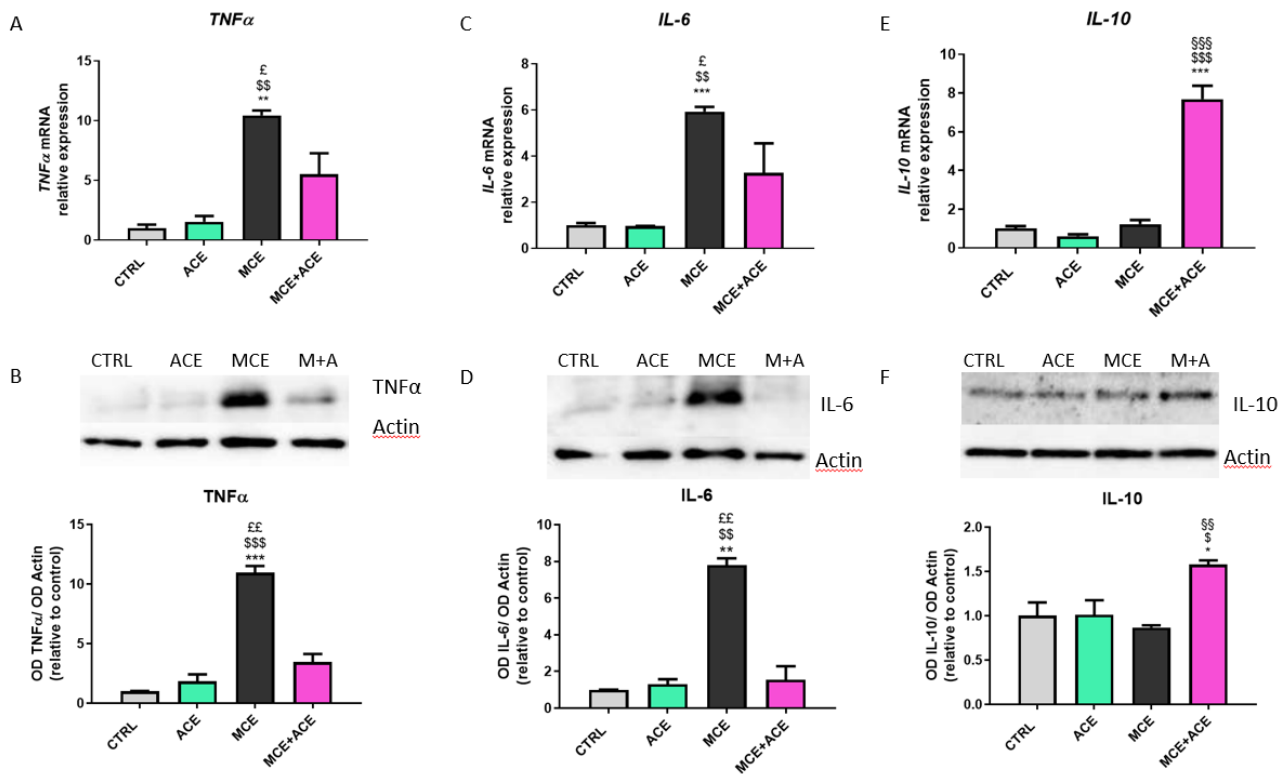 A
TNFα
TNFα mRNA
relative expression
15
10
5
0
£
$$
**
CTRL
ACE
MCE
MCE+ACE
C
IL-6
IL-6 mRNA
relative expression
8
6
4
2
0
£
$$
***
CTRL
ACE
MCE
MCE+ACE
E
IL-10
IL-10 mRNA
relative expression
10
8
6
4
2
0
§§§
$$$
***
CTRL
ACE
MCE
MCE+ACE
B
CTRL ACE MCE M+A
TNFα
Actin
TNFα
OD TNFα/ OD Actin
(relative to control)
15
10
5
0
££
$$$
***
CTRL
ACE
MCE
MCE+ACE
D
CTRL ACE MCE M+A
IL-6
Actin
IL-6
OD IL-6/ OD Actin
(relative to control)
10
8
6
4
2
0
££
$$
**
CTRL
ACE
MCE
MCE+ACE
F
CTRL ACE MCE M+A
IL-10
Actin
IL-10
OD IL-10/ OD Actin
(relative to control)
2.0
1.5
1.0
0.5
0.0
§§
$
*
CTRL
ACE
MCE
MCE+ACE